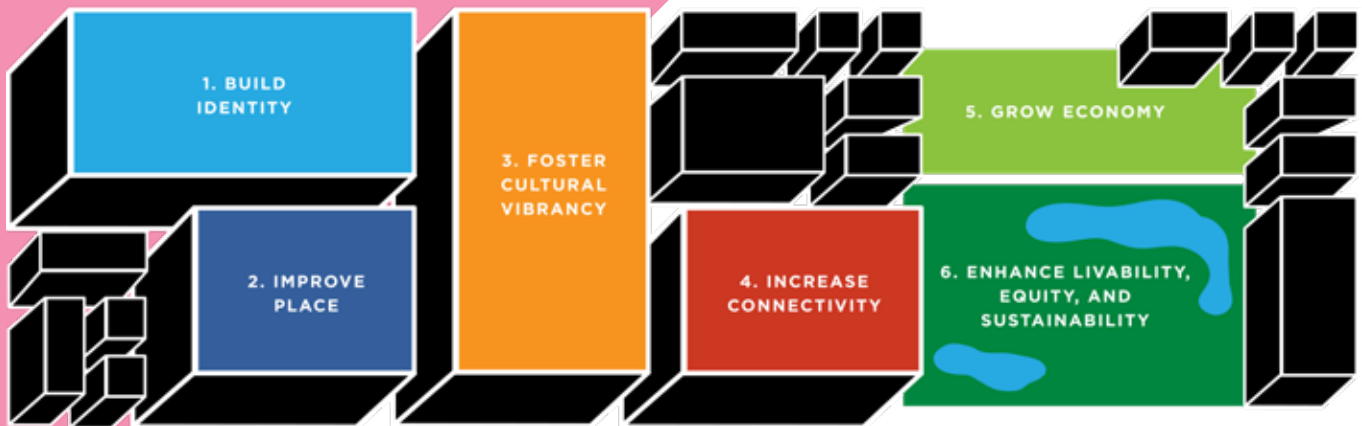 1. BUILD
IDENTITY
2. IMPROVE
PLACE
3. FOSTER
CULTURAL
VIBRANCY
4. INCREASE
CONNECTIVITY
5. GROW ECONOMY
6. ENHANCE LIVABILITY,
EQUITY, AND
SUSTAINABILITY